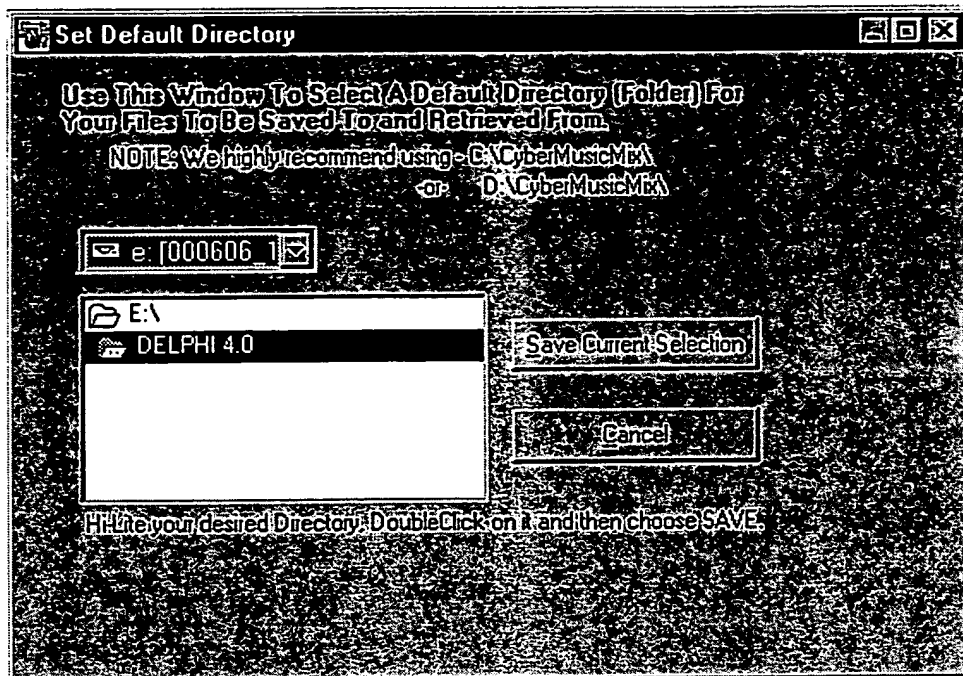 Set Default Directory
Use This Window To Select A Default Directory (Folder) For
Your Files To Be Saved To and Retrieved From.
NOTE: We highly recommend using - C:\CyberMusicMix\
-or- D:\CyberMusicMix\
e: [000606_1
E:\
DELPHI 4.0
Save Current Selection
Cancel
Hi-Lite your desired Directory, DoubleClick on it and then choose SAVE.